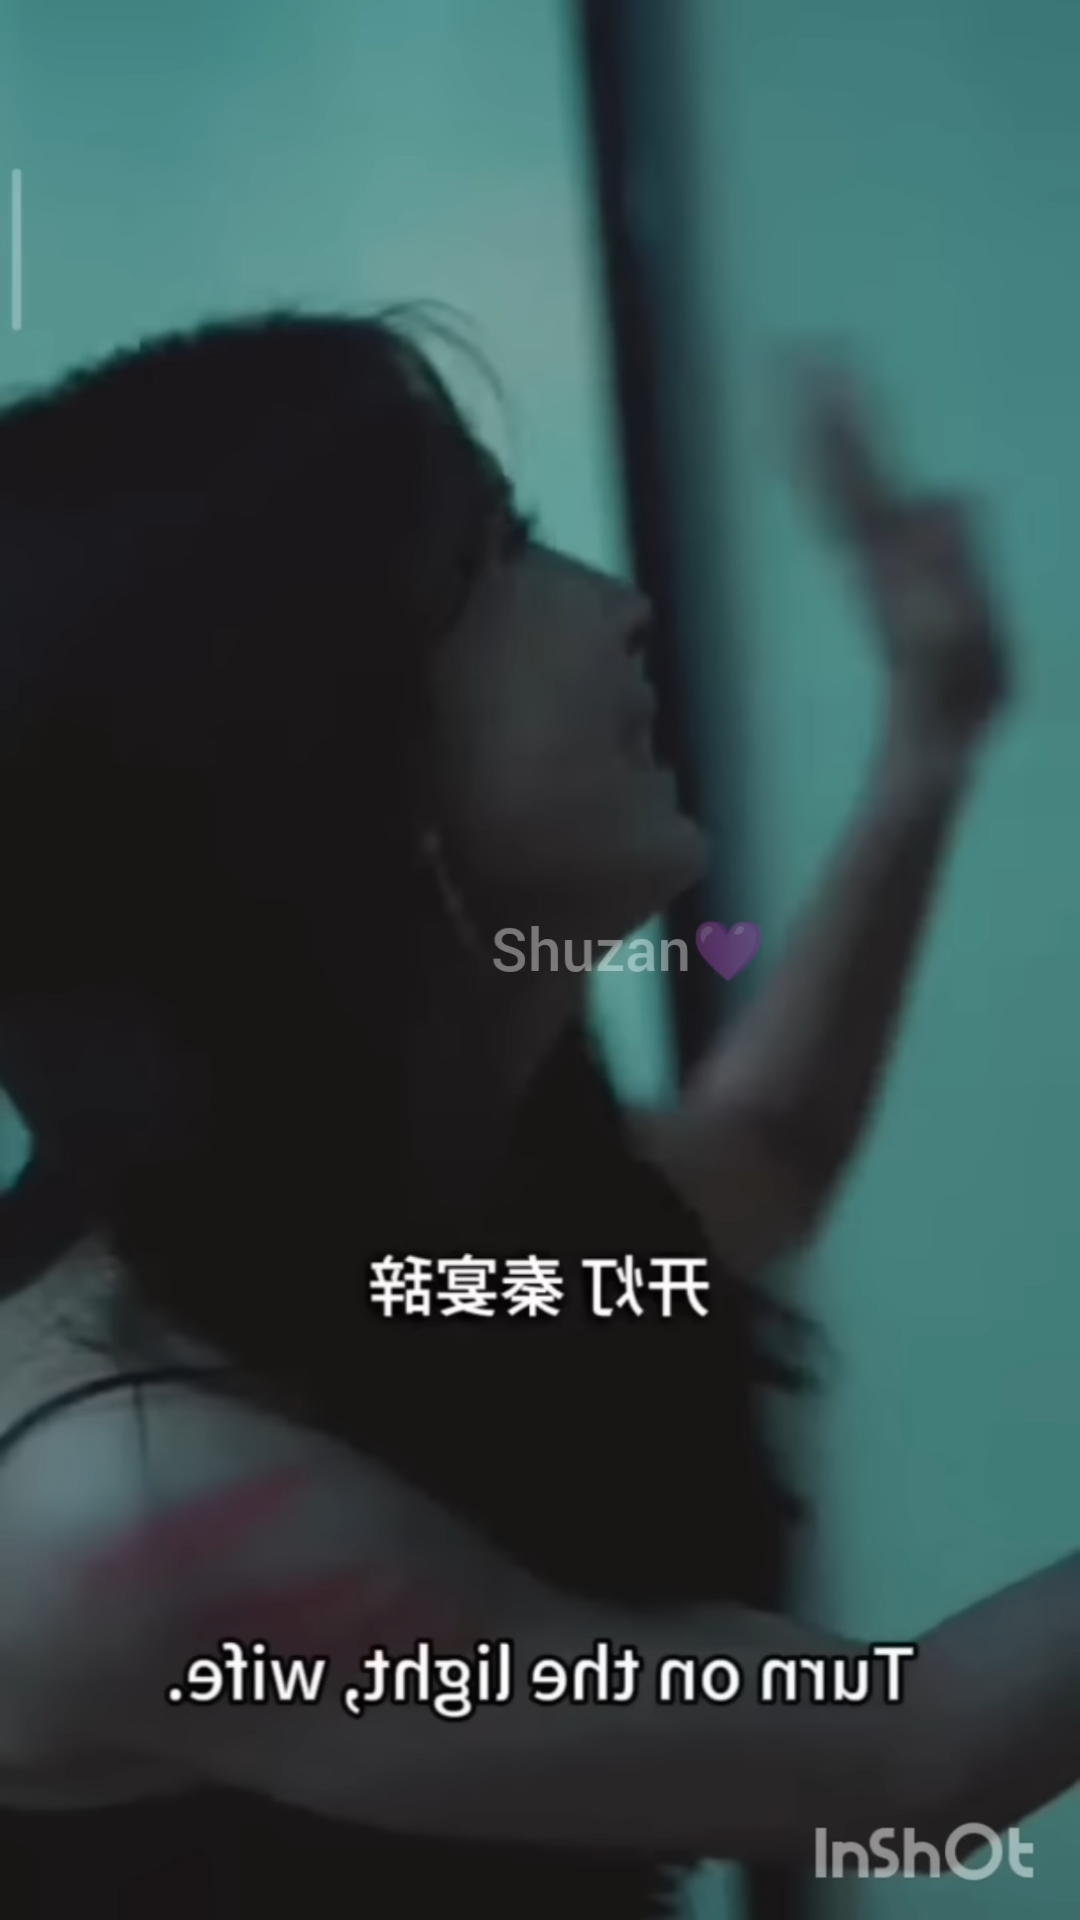 Shuzan💜
开灯 秦宴辞
Turn on the light, wife.
InShOt